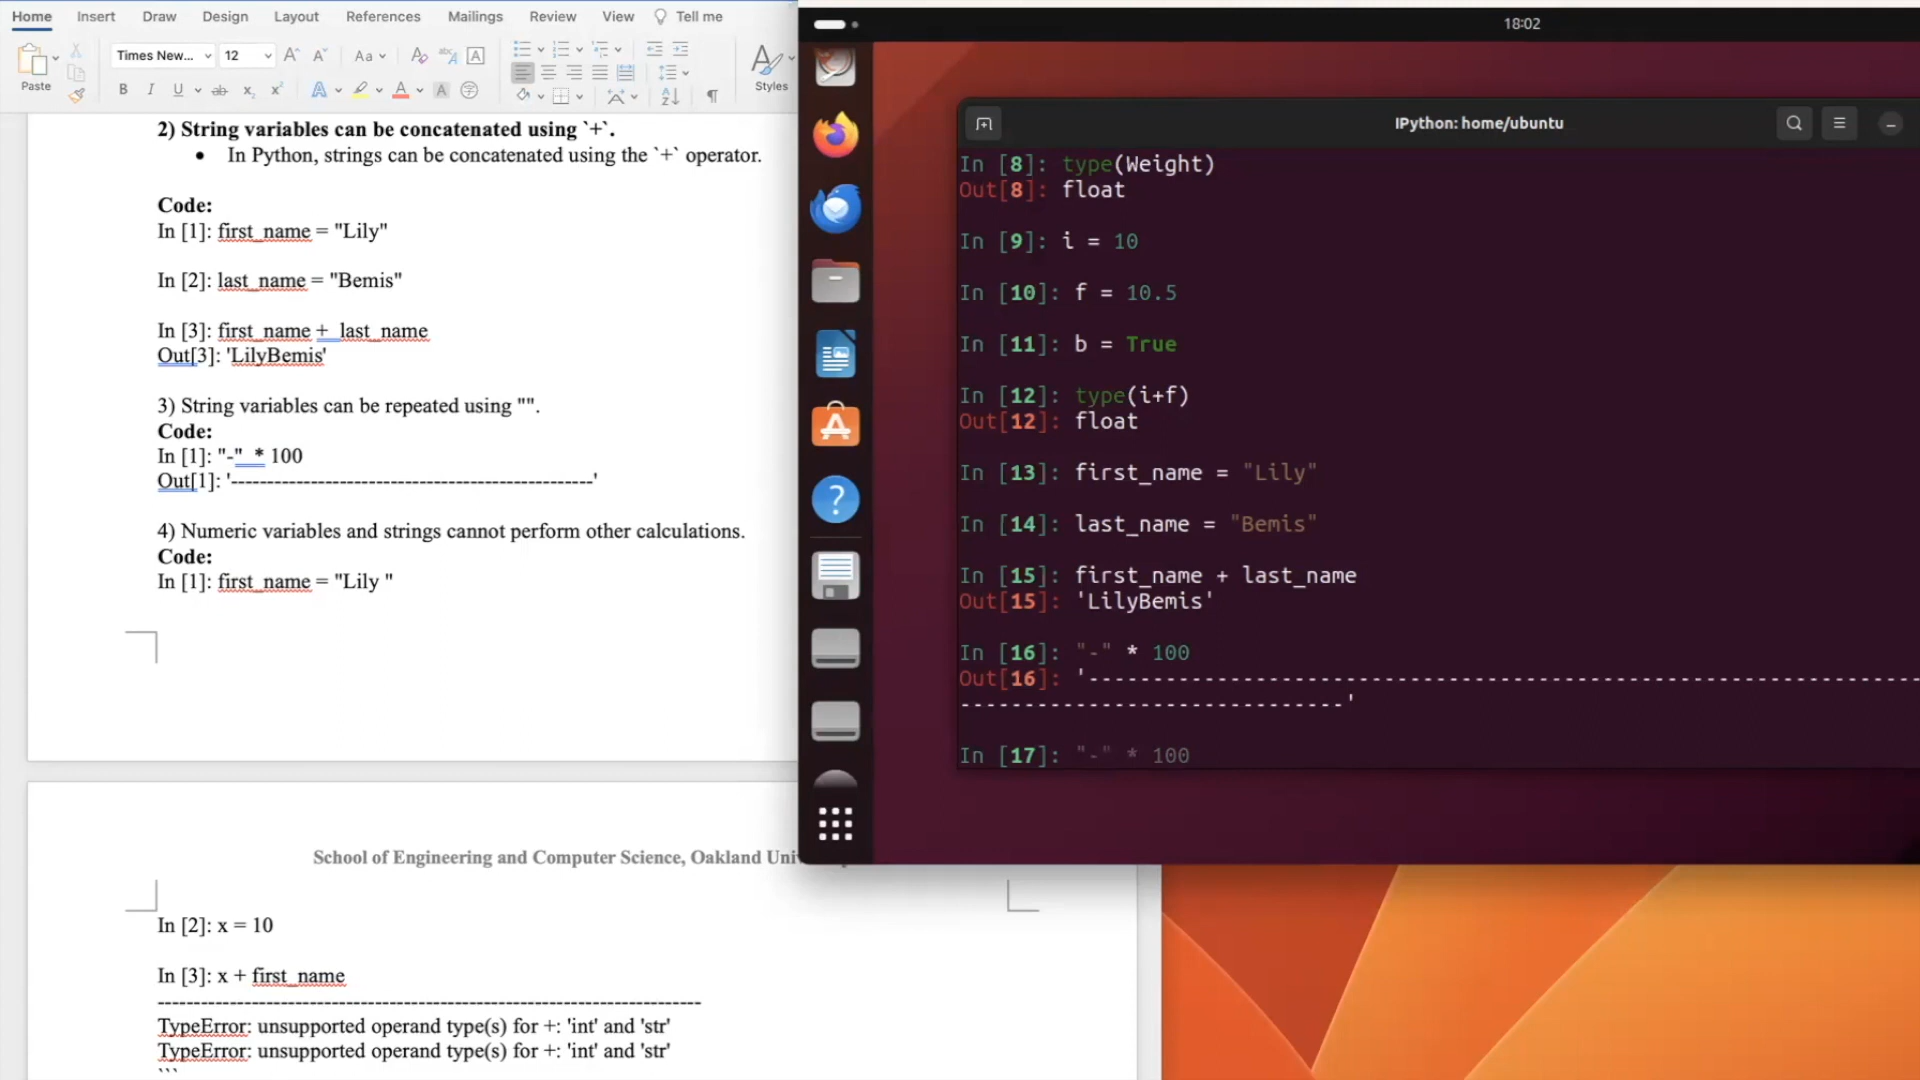 Home Insert Draw Design Layout References Mailings Review View Tell me
Paste Times New... 12 Aa Styles
B I U ab x x A A A
2) String variables can be concatenated using `+`.
• In Python, strings can be concatenated using the `+` operator.
Code:
In [1]: first_name = "Lily"
In [2]: last_name = "Bemis"
In [3]: first_name + last_name
Out[3]: 'LilyBemis'
3) String variables can be repeated using "".
Code:
In [1]: "-" * 100
Out[1]: '--------------------------------------------------'
4) Numeric variables and strings cannot perform other calculations.
Code:
In [1]: first_name = "Lily "
School of Engineering and Computer Science, Oakland
In [2]: x = 10
In [3]: x + first_name
---------------------------------------------------------------------------
TypeError: unsupported operand type(s) for +: 'int' and 'str'
TypeError: unsupported operand type(s) for +: 'int' and 'str'
```
18:02
IPython: home/ubuntu
In [8]: type(Weight)
Out[8]: float
In [9]: i = 10
In [10]: f = 10.5
In [11]: b = True
In [12]: type(i+f)
Out[12]: float
In [13]: first_name = "Lily"
In [14]: last_name = "Bemis"
In [15]: first_name + last_name
Out[15]: 'LilyBemis'
In [16]: "-" * 100
Out[16]: '------------------------------------------------------------------
------------------------------'
In [17]: "-" * 100